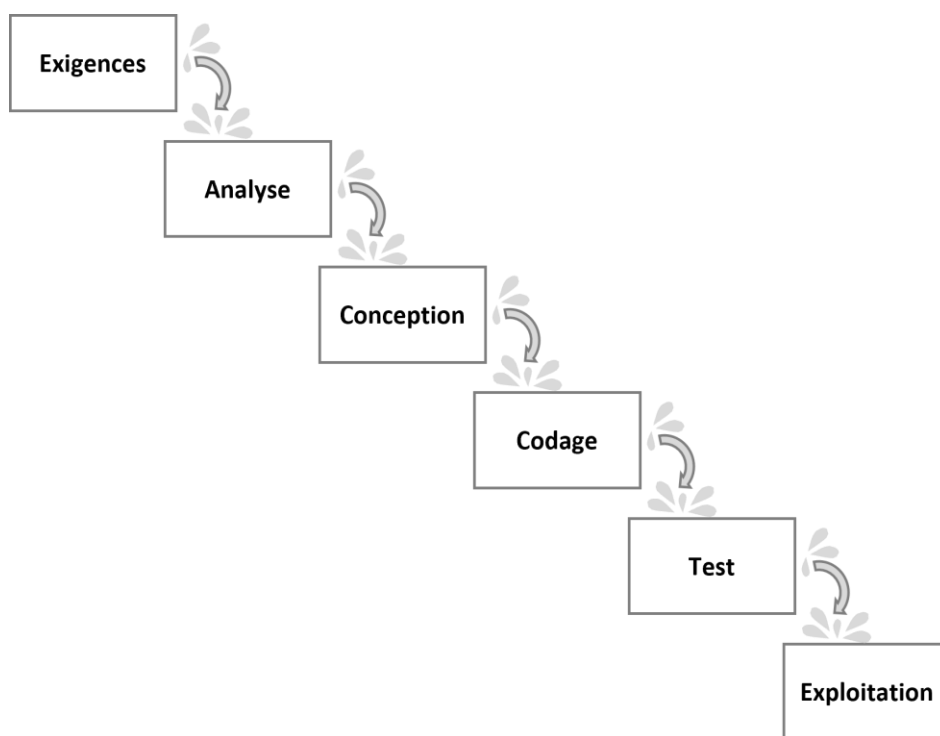 Exigences
Analyse
Conception
Codage
Test
Exploitation